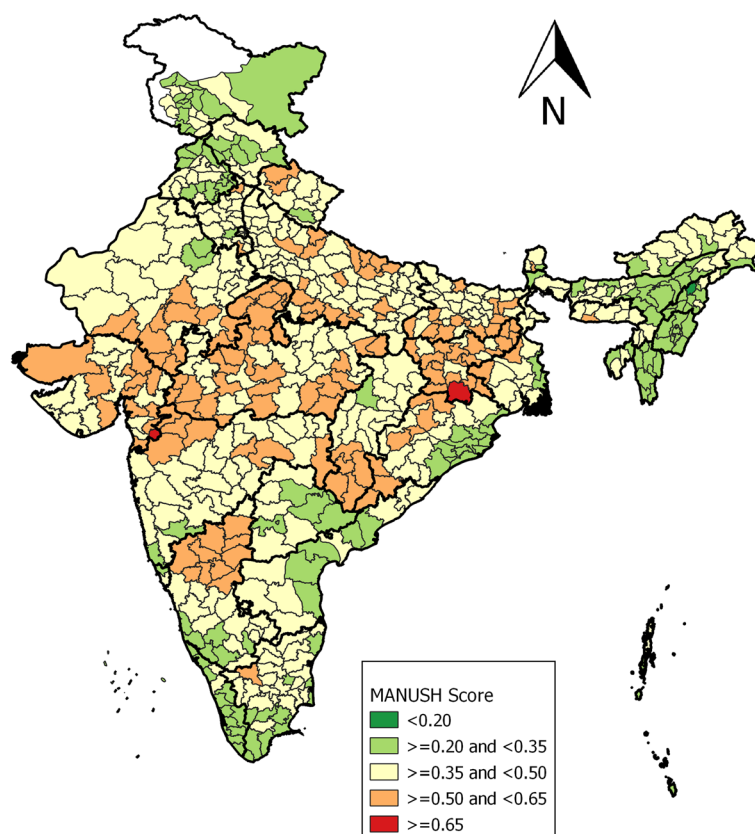 N
MANUSH Score
<0.20
>=0.20 and <0.35
>=0.35 and <0.50
>=0.50 and <0.65
>=0.65